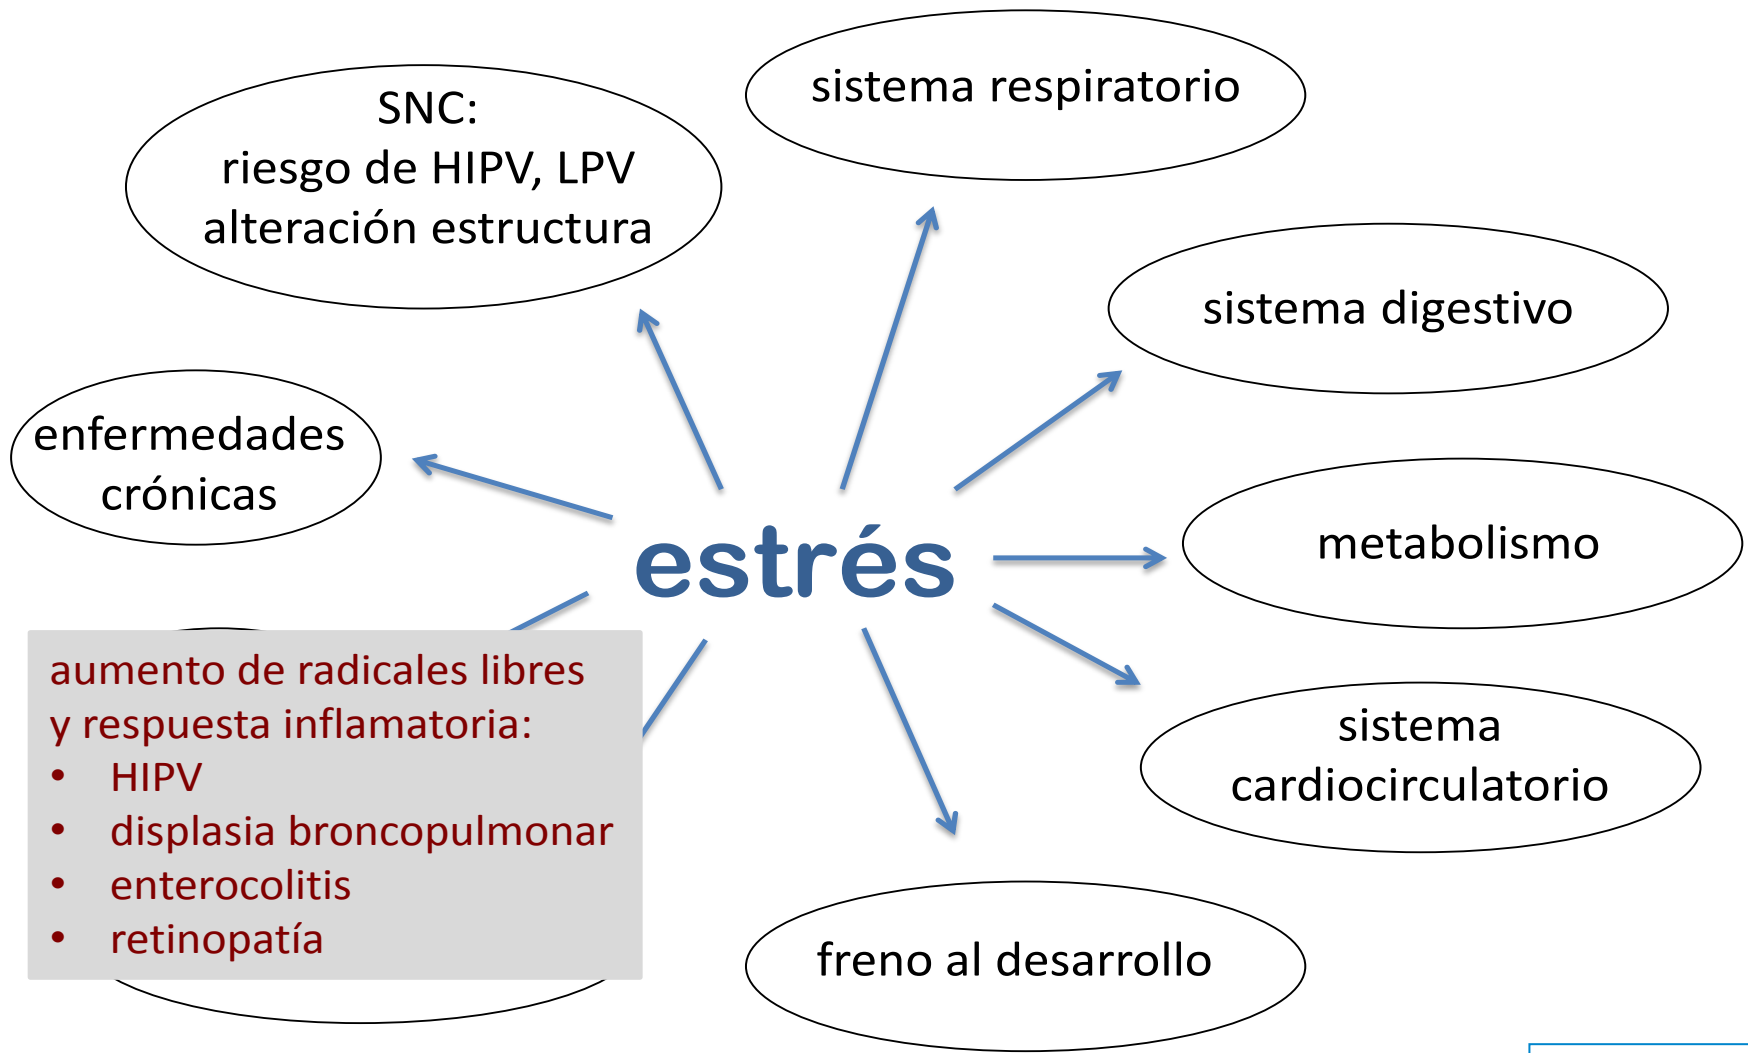 sistema respiratorio
SNC:
riesgo de HIPV, LPV
alteración estructura
sistema digestivo
enfermedades
crónicas
estrés
metabolismo
aumento de radicales libres
y respuesta inflamatoria:
• HIPV
• displasia broncopulmonar
• enterocolitis
• retinopatía
sistema
cardiocirculatorio
freno al desarrollo